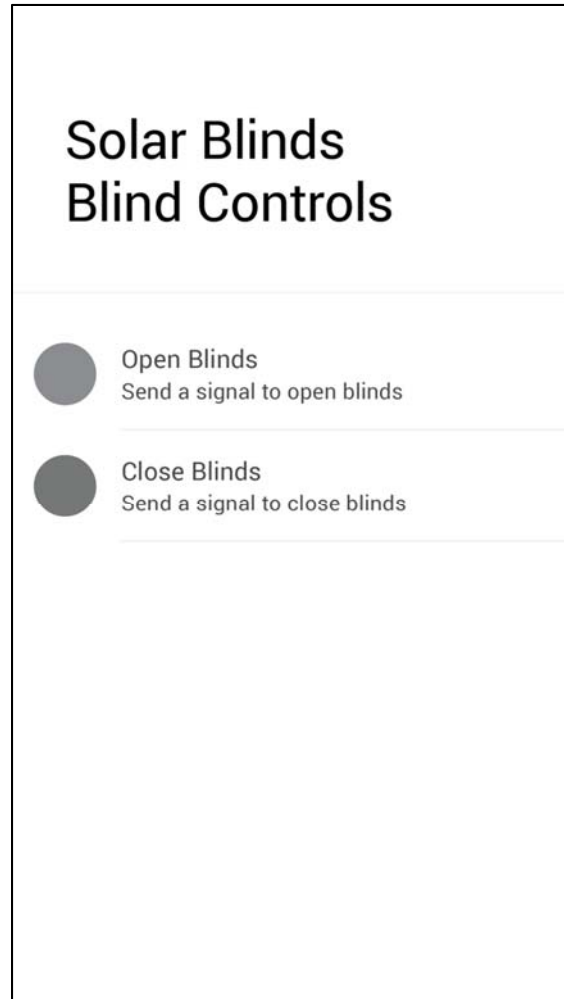 Solar Blinds
Blind Controls
Open Blinds
Send a signal to open blinds
Close Blinds
Send a signal to close blinds